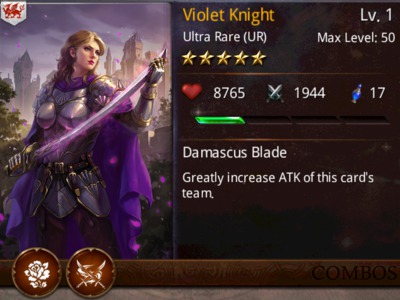 Violet Knight Lv. 1
Ultra Rare (UR) Max Level: 50
8765 1944 17
Damascus Blade
Greatly increase ATK of this card's
team.
COMBOS